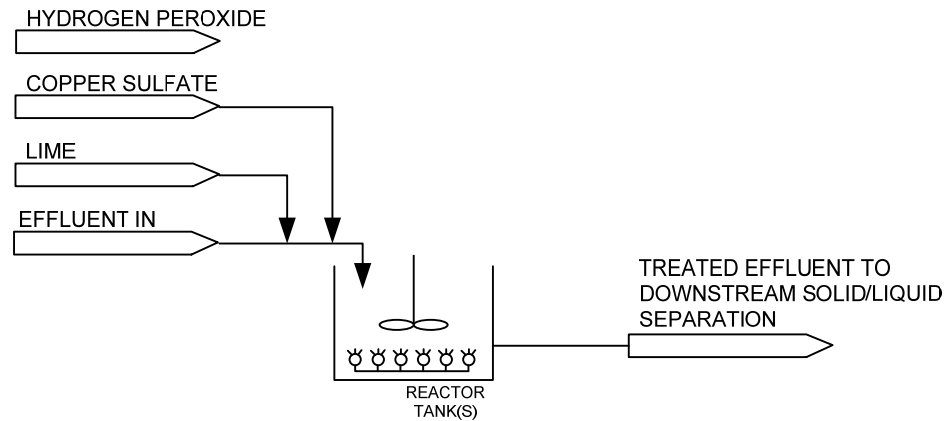 HYDROGEN PEROXIDE
COPPER SULFATE
LIME
EFFLUENT IN
TREATED EFFLUENT TO
DOWNSTREAM SOLID/LIQUID
SEPARATION
REACTOR
TANK(S)